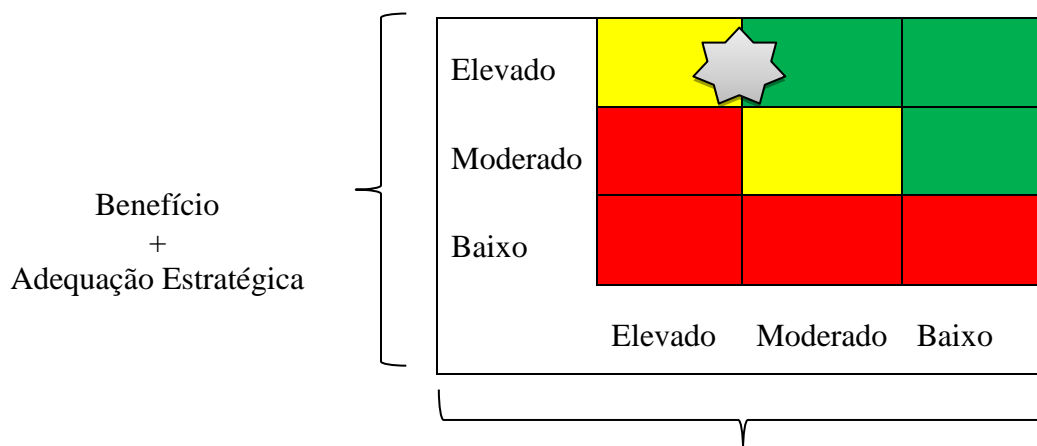 Elevado
Moderado
Benefício
+
Adequação Estratégica
Baixo
Elevado Moderado Baixo